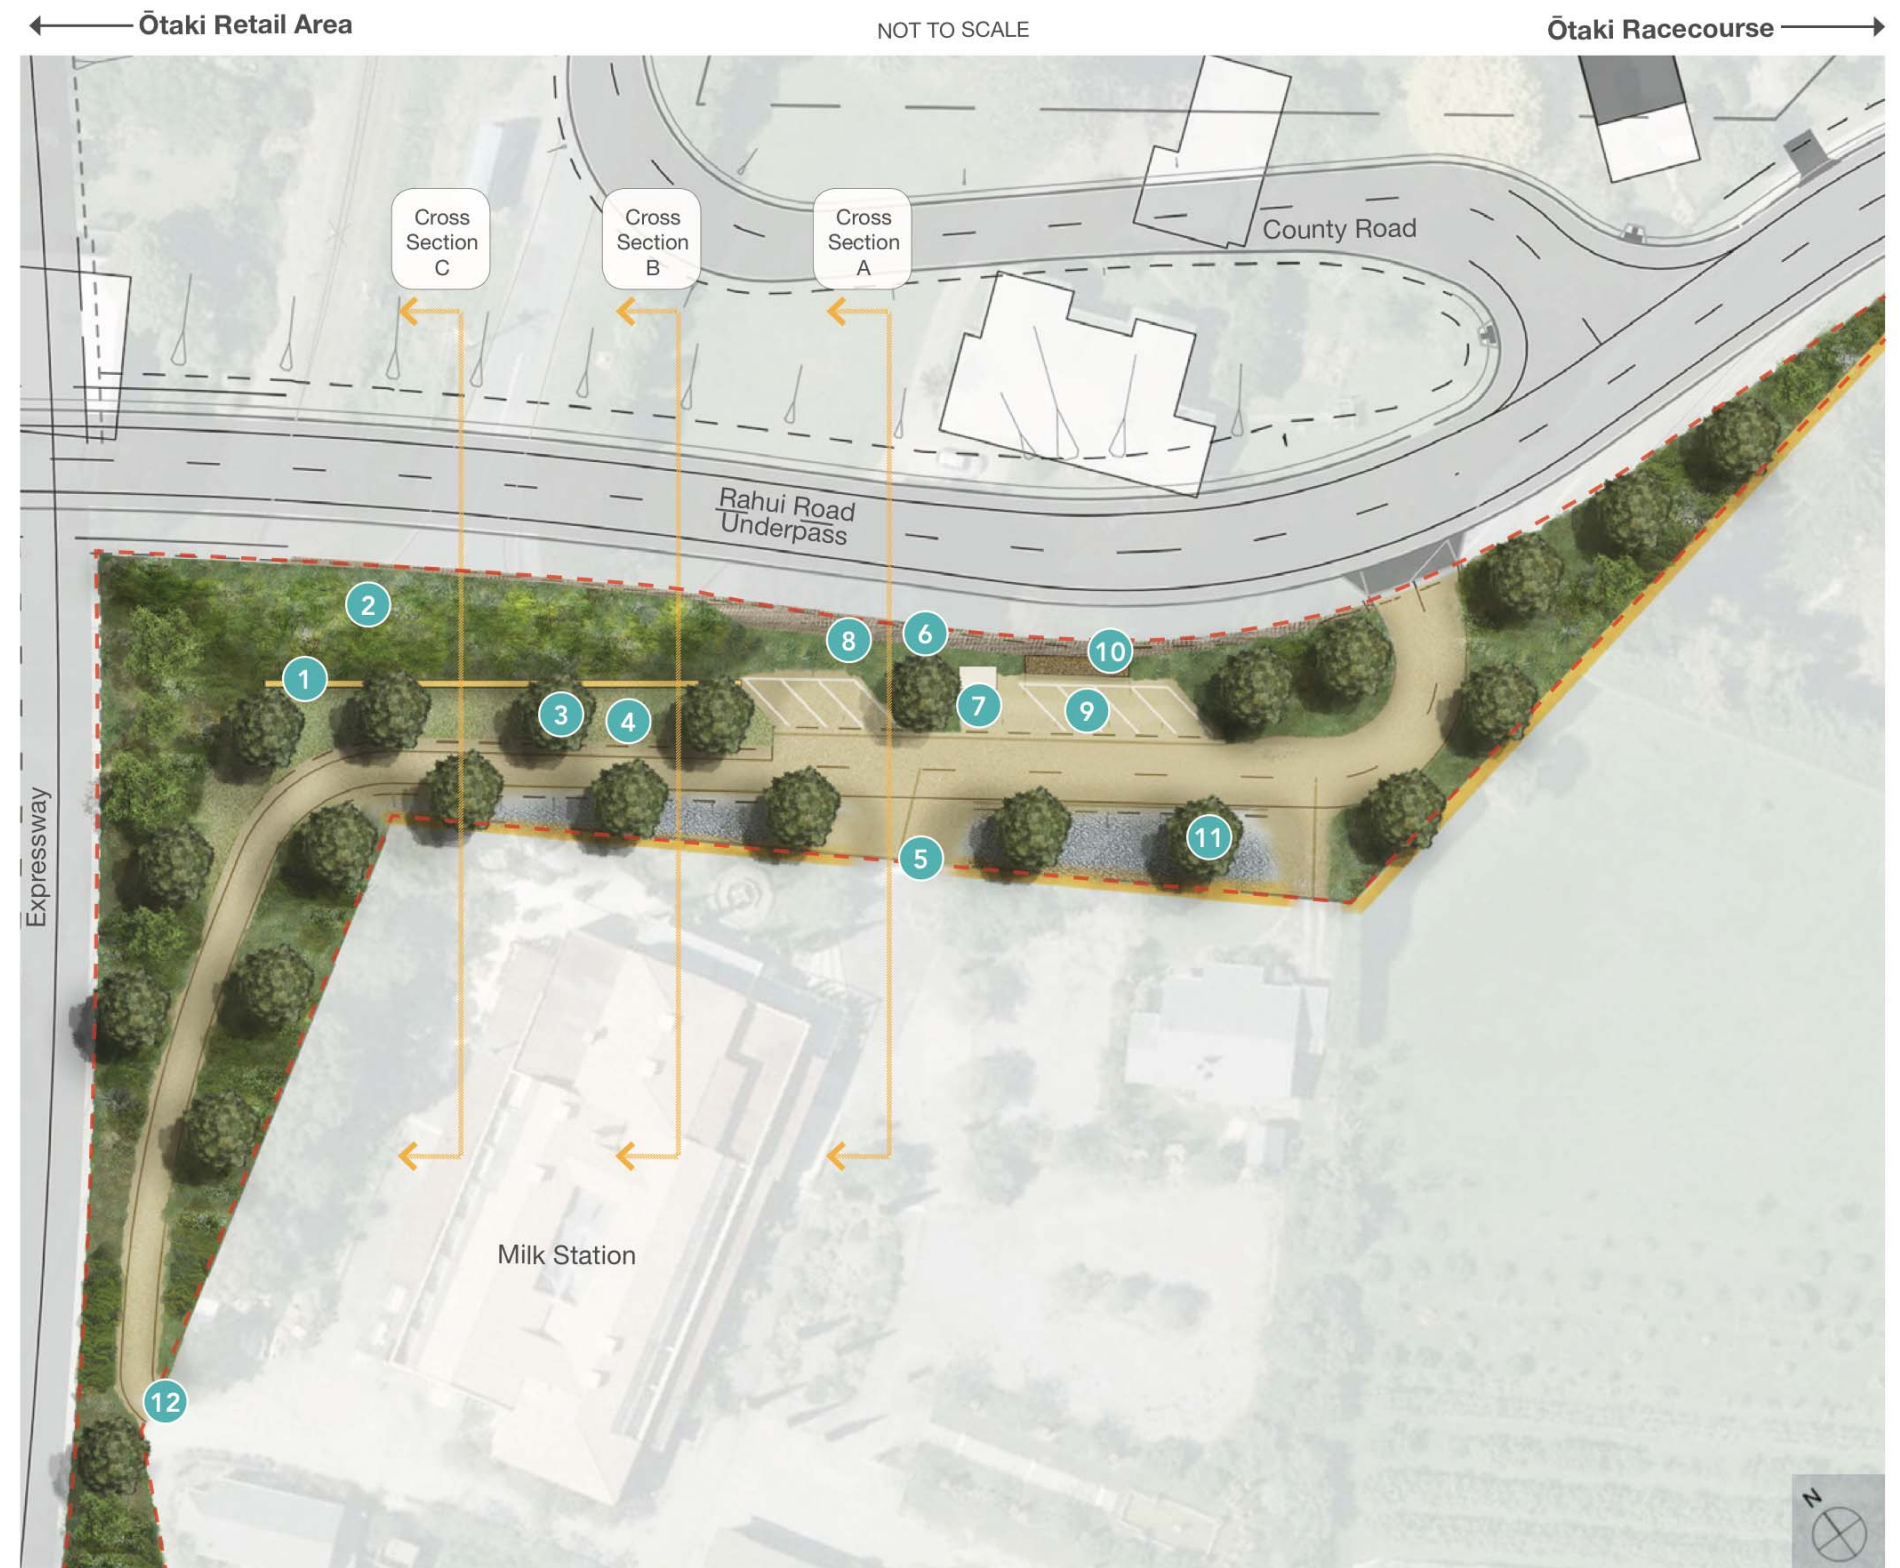 Ōtaki Retail Area
NOT TO SCALE
Ōtaki Racecourse
Cross
Section
C
Cross
Section
B
Cross
Section
A
County Road
Rahui Road
Underpass
2
8
6
10
1
3
4
7
9
11
5
Expressway
Milk Station
12
N